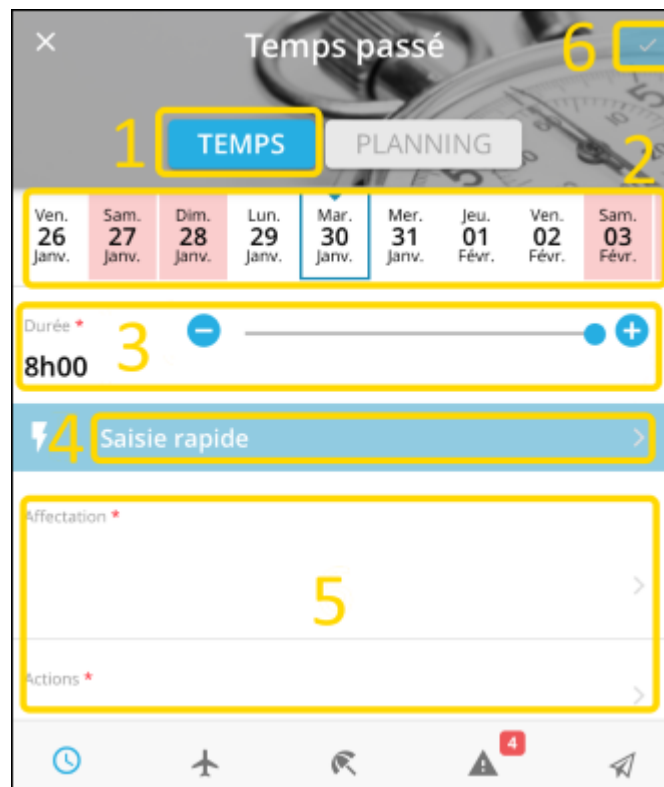 Temps passé
6
1
TEMPS
PLANNING
2
Ven. Sam. Dim. Lun. Mar. Mer. Jeu. Ven. Sam.
26 27 28 29 30 31 01 02 03
Janv. Janv. Janv. Janv. Janv. Janv. Févr. Févr. Févr.
Durée *
3
8h00
4
Saisie rapide
Affectation *
5
Actions *
4